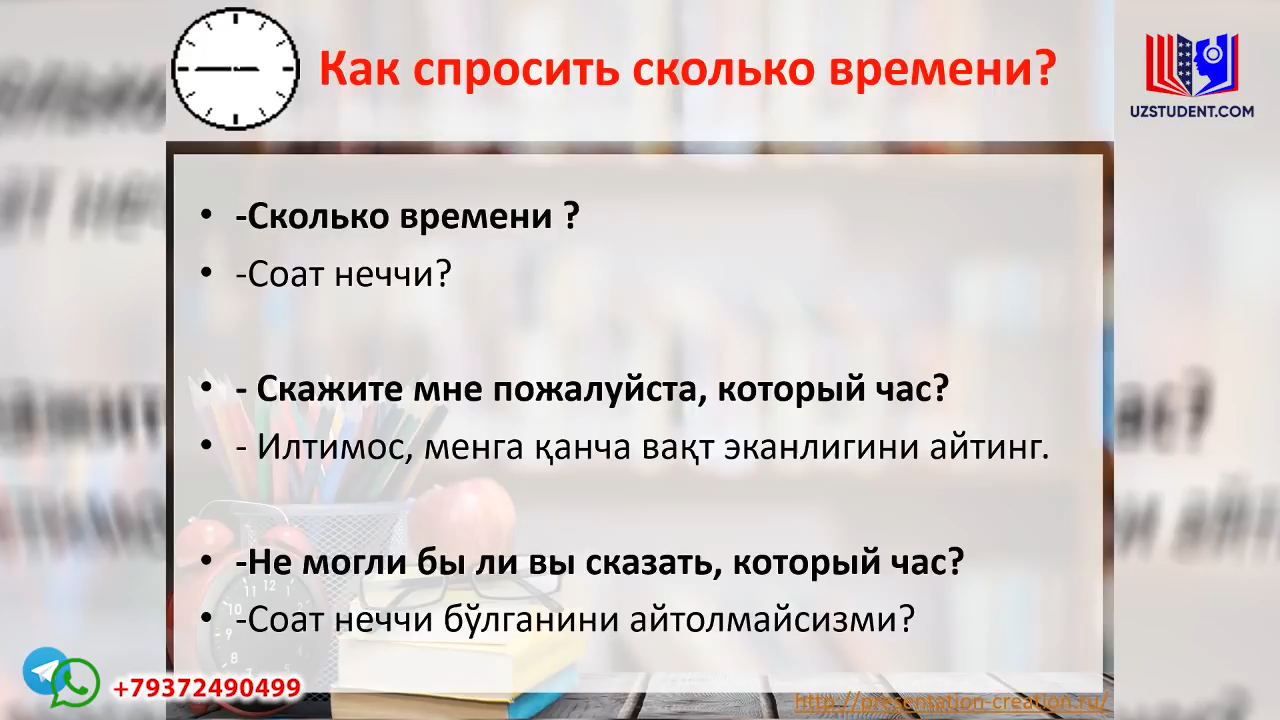 Как спросить сколько времени?
UZSTUDENT.COM
• -Сколько времени ?
• -Соат неччи?
• - Скажите мне пожалуйста, который час?
• - Илтимос, менга қанча вақт эканлигини айтинг.
• -Не могли бы ли вы сказать, который час?
• -Соат неччи бўлганини айтолмайсизми?
+79372490499
http://presentation-creation.ru/